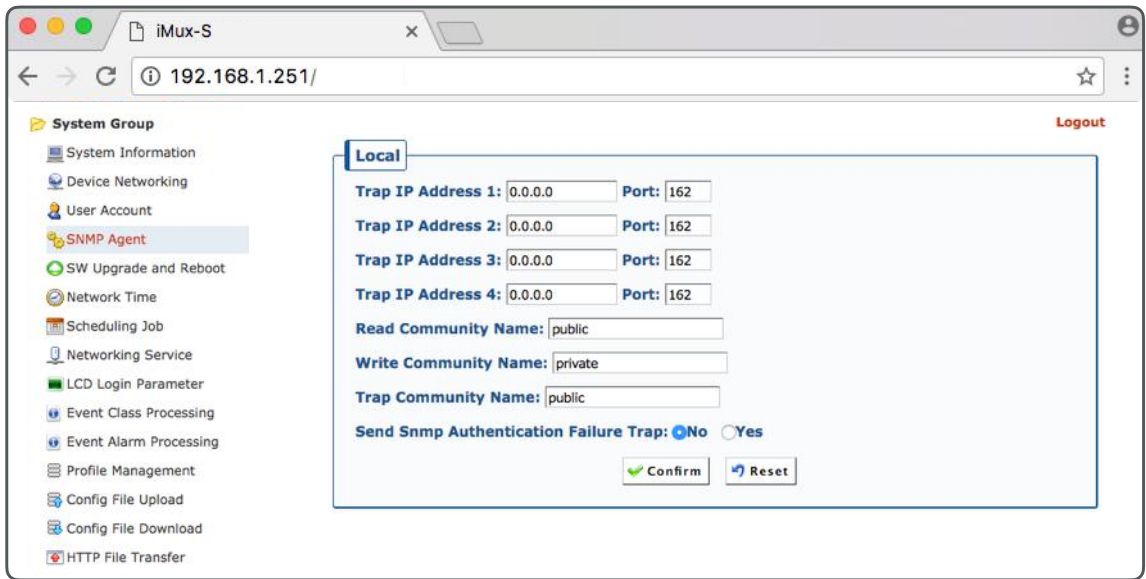 iMux-S
192.168.1.251/
System Group
Logout
System Information
Device Networking
User Account
SNMP Agent
SW Upgrade and Reboot
Network Time
Scheduling Job
Networking Service
LCD Login Parameter
Event Class Processing
Event Alarm Processing
Profile Management
Config File Upload
Config File Download
HTTP File Transfer
Local
Trap IP Address 1: 0.0.0.0 Port: 162
Trap IP Address 2: 0.0.0.0 Port: 162
Trap IP Address 3: 0.0.0.0 Port: 162
Trap IP Address 4: 0.0.0.0 Port: 162
Read Community Name: public
Write Community Name: private
Trap Community Name: public
Send Snmp Authentication Failure Trap: No Yes
Confirm Reset